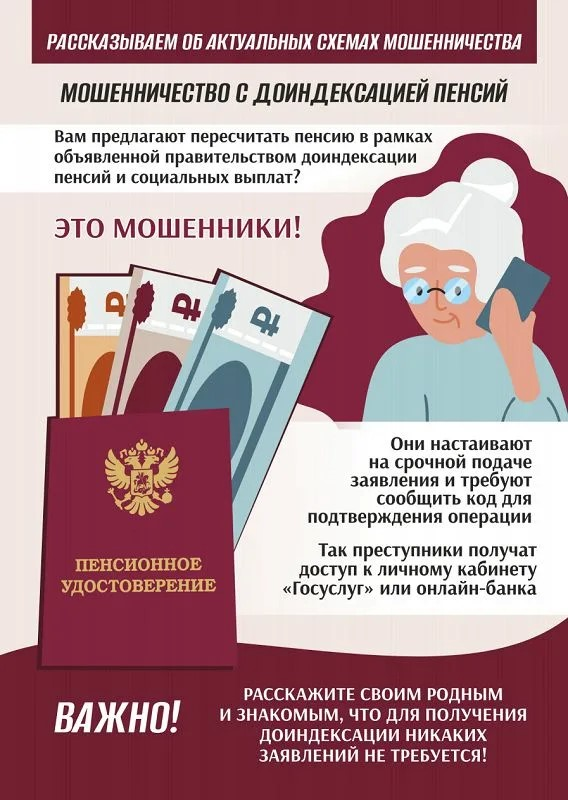 РАССКАЗЫВАЕМ ОБ АКТУАЛЬНЫХ СХЕМАХ МОШЕННИЧЕСТВА
МОШЕННИЧЕСТВО С ДОИНДЕКСАЦИЕЙ ПЕНСИЙ
Вам предлагают пересчитать пенсию в рамках
объявленной правительством доиндексации
пенсий и социальных выплат?
ЭТО МОШЕННИКИ!
Они настаивают
на срочной подаче
заявления и требуют
сообщить код для
подтверждения операции
Так преступники получат
доступ к личному кабинету
«Госуслуг» или онлайн-банка
ПЕНСИОННОЕ
УДОСТОВЕРЕНИЕ
ВАЖНО!
РАССКАЖИТЕ СВОИМ РОДНЫМ
И ЗНАКОМЫМ, ЧТО ДЛЯ ПОЛУЧЕНИЯ
ДОИНДЕКСАЦИИ НИКАКИХ
ЗАЯВЛЕНИЙ НЕ ТРЕБУЕТСЯ!